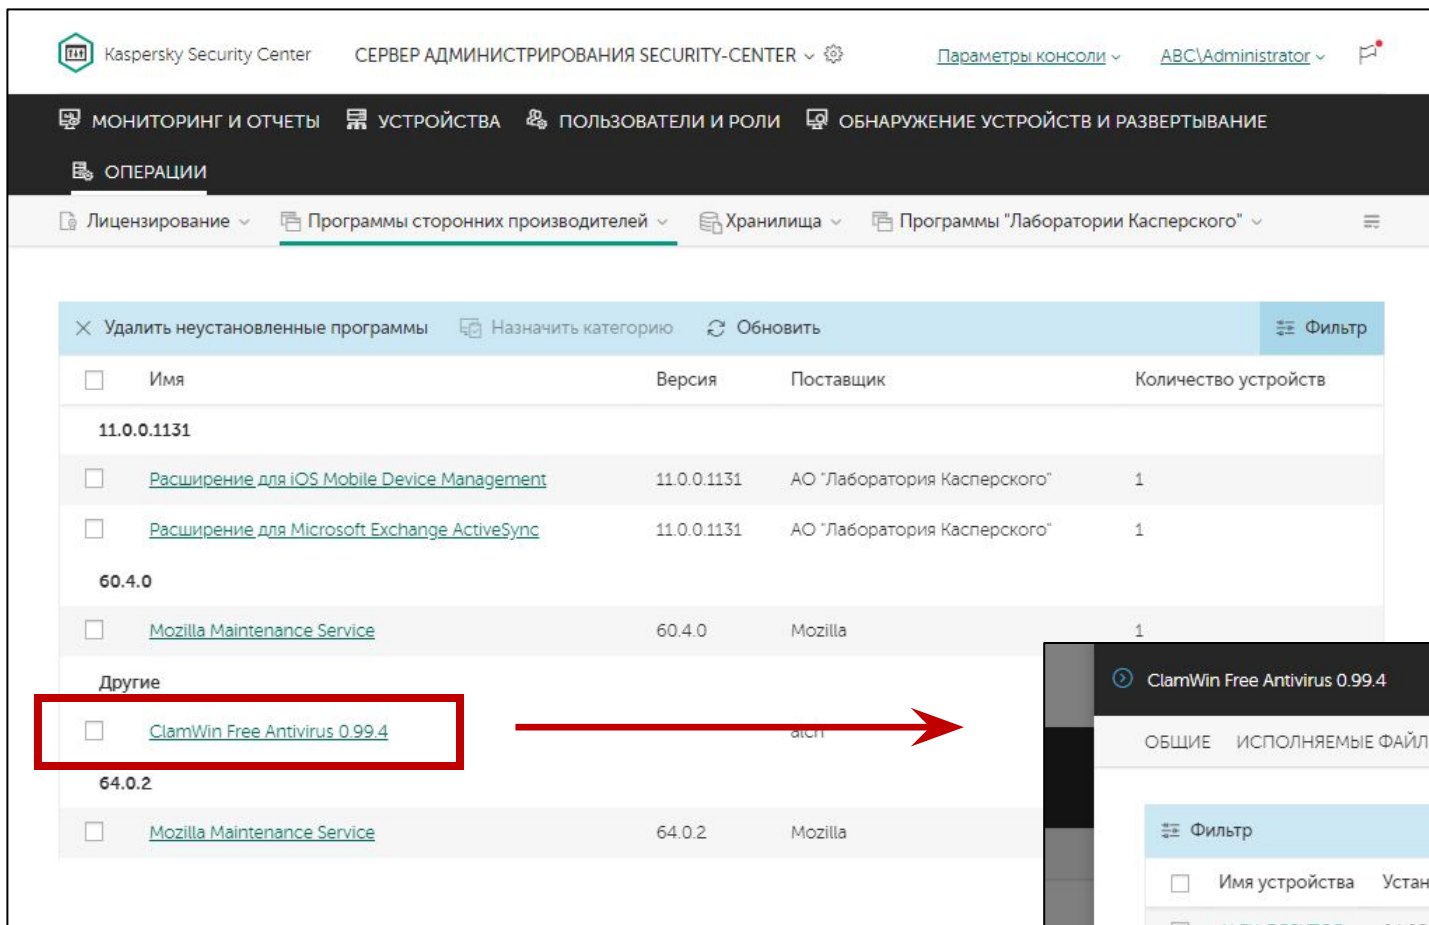 Kaspersky Security Center СЕРВЕР АДМИНИСТРИРОВАНИЯ SECURITY-CENTER Параметры консоли ABC\Administrator
МОНИТОРИНГ И ОТЧЕТЫ УСТРОЙСТВА ПОЛЬЗОВАТЕЛИ И РОЛИ ОБНАРУЖЕНИЕ УСТРОЙСТВ И РАЗВЕРТЫВАНИЕ
ОПЕРАЦИИ
Лицензирование Программы сторонних производителей Хранилища Программы "Лаборатории Касперского"
Удалить неустановленные программы Назначить категорию Обновить Фильтр
Имя Версия Поставщик Количество устройств
11.0.0.1131
Расширение для iOS Mobile Device Management 11.0.0.1131 АО "Лаборатория Касперского" 1
Расширение для Microsoft Exchange ActiveSync 11.0.0.1131 АО "Лаборатория Касперского" 1
60.4.0
Mozilla Maintenance Service 60.4.0 Mozilla 1
Другие
ClamWin Free Antivirus 0.99.4 alch
64.0.2
Mozilla Maintenance Service 64.0.2 Mozilla
ClamWin Free Antivirus 0.99.4
ОБЩИЕ ИСПОЛНЯЕМЫЕ ФАЙЛ
Фильтр
Имя устройства Устан